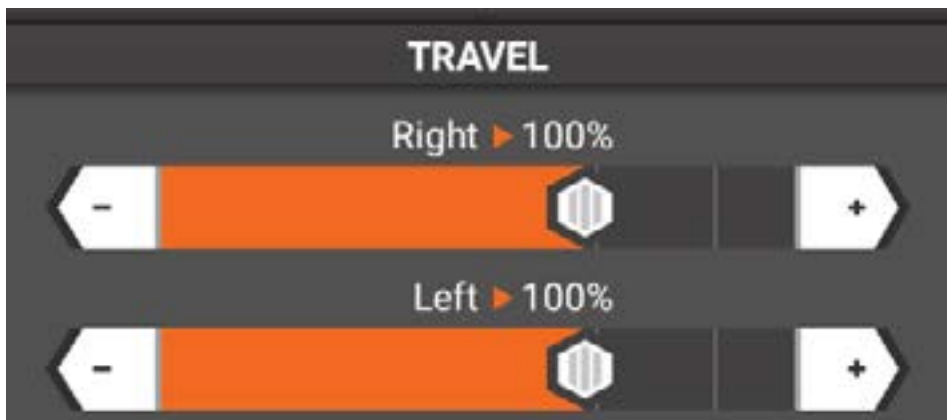 TRAVEL
Right ▶ 100%
- +
Left ▶ 100%
- +